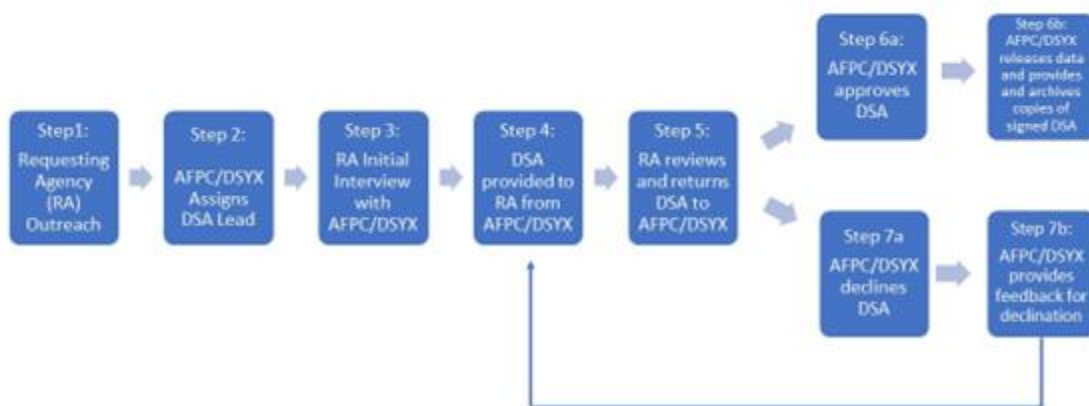 Step1:
Requesting
Agency
(RA)
Outreach
Step 2:
AFPC/DSYX
Assigns
DSA Lead
Step 3:
RA Initial
Interview
with
AFPC/DSYX
Step 4:
DSA
provided to
RA from
AFPC/DSYX
Step 5:
RA reviews
and returns
DSA to
AFPC/DSYX
Step 6a:
AFPC/DSYX
approves
DSA
Step 6b:
AFPC/DSYX
releases data
and provides
and archives
copies of
signed DSA
Step 7a
AFPC/DSYX
declines
DSA
Step 7b:
AFPC/DSYX
provides
feedback for
declination